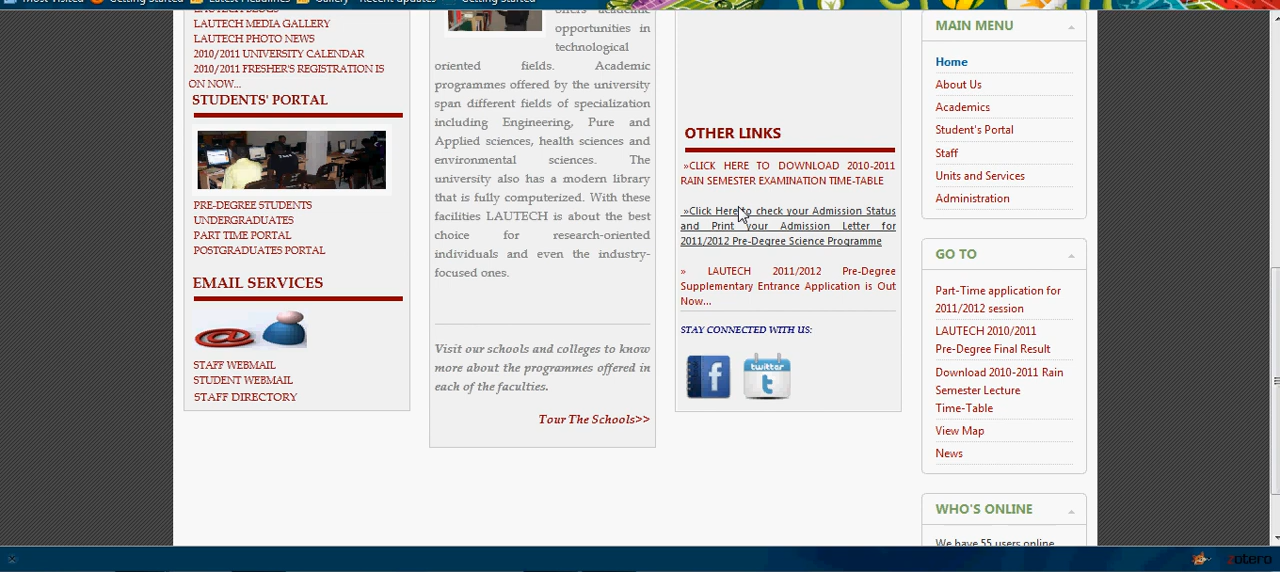 Most Visited Getting Started Latest Headlines Gallery - Recent updates Getting Started
LAUTECH MEDIA GALLERY
LAUTECH PHOTO NEWS
2010/2011 UNIVERSITY CALENDAR
2010/2011 FRESHER'S REGISTRATION IS
ON NOW...
STUDENTS' PORTAL
PRE-DEGREE STUDENTS
UNDERGRADUATES
PART TIME PORTAL
POSTGRADUATES PORTAL
EMAIL SERVICES
STAFF WEBMAIL
STUDENT WEBMAIL
STAFF DIRECTORY
offers academic
opportunities in
technological
oriented fields. Academic
programmes offered by the university
span different fields of specialization
including Engineering, Pure and
Applied sciences, health sciences and
environmental sciences. The
university also has a modern library
that is fully computerized. With these
facilities LAUTECH is about the best
choice for research-oriented
individuals and even the industry-
focused ones.
Visit our schools and colleges to know
more about the programmes offered in
each of the faculties.
Tour The Schools>>
OTHER LINKS
»CLICK HERE TO DOWNLOAD 2010-2011
RAIN SEMESTER EXAMINATION TIME-TABLE
»Click Here to check your Admission Status
and Print your Admission Letter for
2011/2012 Pre-Degree Science Programme
» LAUTECH 2011/2012 Pre-Degree
Supplementary Entrance Application is Out
Now...
STAY CONNECTED WITH US:
f
twitter
t
MAIN MENU
Home
About Us
Academics
Student's Portal
Staff
Units and Services
Administration
GO TO
Part-Time application for
2011/2012 session
LAUTECH 2010/2011
Pre-Degree Final Result
Download 2010-2011 Rain
Semester Lecture
Time-Table
View Map
News
WHO'S ONLINE
We have 55 users online
zotero